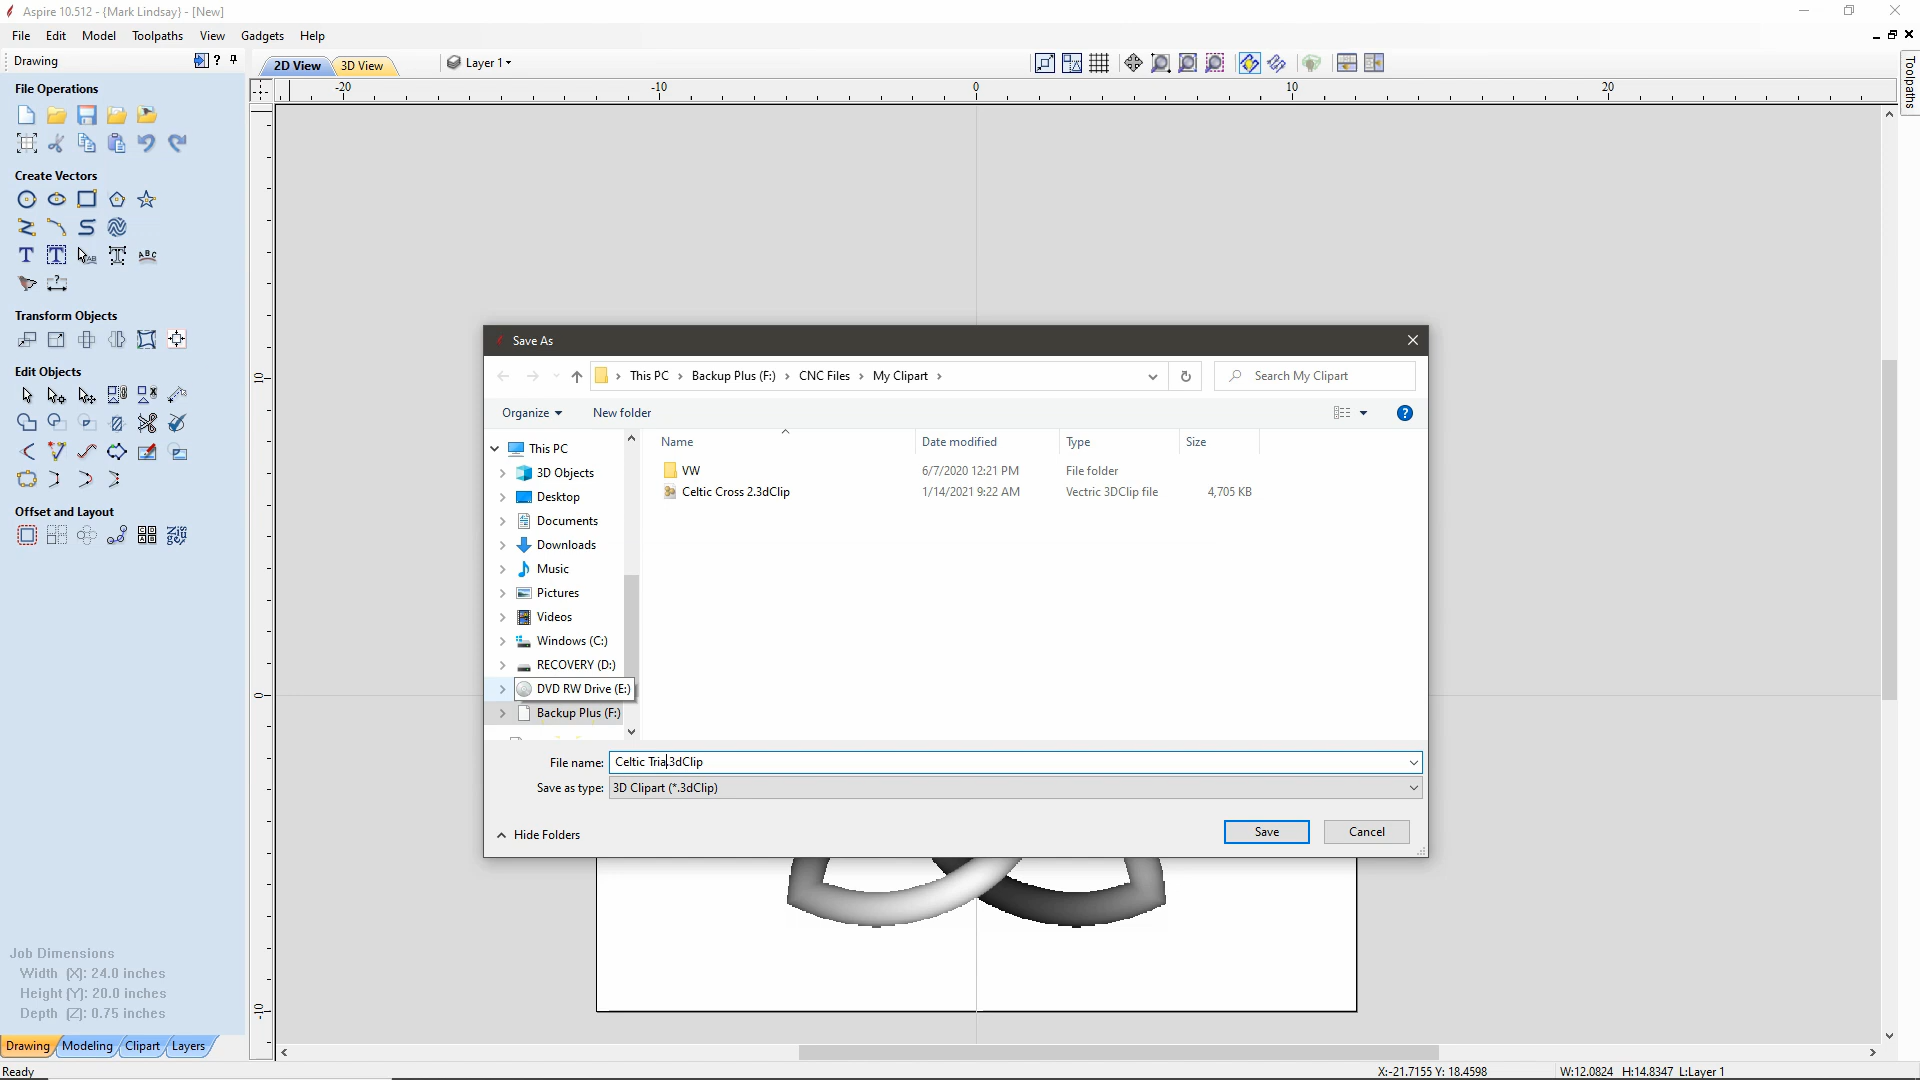 Aspire 10.512 - {Mark Lindsay} - [New]
File Edit Model Toolpaths View Gadgets Help
Drawing
2D View 3D View Layer 1
Toolpaths
File Operations
-20 -10 0 10 20
Create Vectors
Transform Objects
Edit Objects
Offset and Layout
10
0
-10
Save As
This PC › Backup Plus (F:) › CNC Files › My Clipart ›
Search My Clipart
Organize New folder
Name Date modified Type Size
VW 6/7/2020 12:21 PM File folder
Celtic Cross 2.3dClip 1/14/2021 9:22 AM Vectric 3DClip file 4,705 KB
This PC
3D Objects
Desktop
Documents
Downloads
Music
Pictures
Videos
Windows (C:)
RECOVERY (D:)
DVD RW Drive (E:)
Backup Plus (F:)
File name: Celtic Tria.3dClip
Save as type: 3D Clipart (*.3dClip)
Hide Folders
Save Cancel
Job Dimensions
Width (X): 24.0 inches
Height (Y): 20.0 inches
Depth (Z): 0.75 inches
Drawing Modeling Clipart Layers
Ready
X:-21.7155 Y: 18.4598 W:12.0824 H:14.8347 L:Layer 1